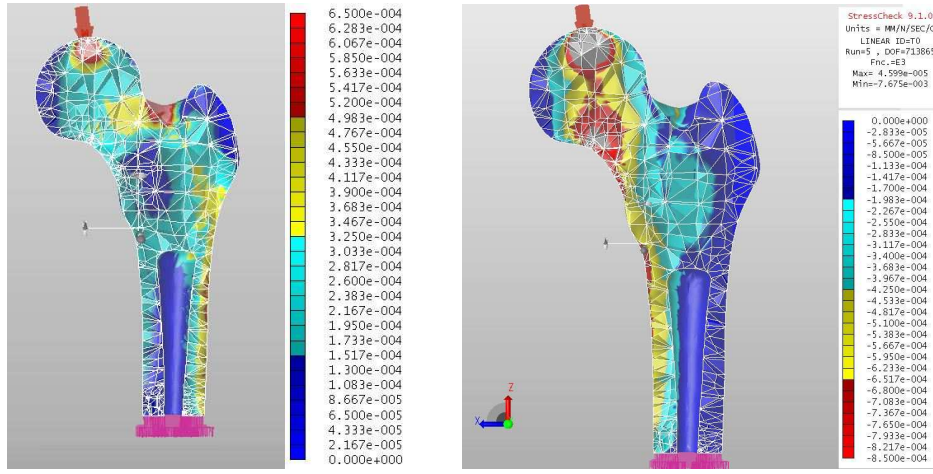 6.500e-004
6.283e-004
6.067e-004
5.850e-004
5.633e-004
5.417e-004
5.200e-004
4.983e-004
4.767e-004
4.550e-004
4.333e-004
4.117e-004
3.900e-004
3.683e-004
3.467e-004
3.250e-004
3.033e-004
2.817e-004
2.600e-004
2.383e-004
2.167e-004
1.950e-004
1.733e-004
1.517e-004
1.300e-004
1.083e-004
8.667e-005
6.500e-005
4.333e-005
2.167e-005
0.000e+000
StressCheck 9.1.0
Units = MM/N/SEC/C
LINEAR ID=T0
Run=5 , DOF=713865
Fnc.=E3
Max= 4.599e-005
Min=-7.675e-003
0.000e+000
-2.833e-005
-5.667e-005
-8.500e-005
-1.133e-004
-1.417e-004
-1.700e-004
-1.983e-004
-2.267e-004
-2.550e-004
-2.833e-004
-3.117e-004
-3.400e-004
-3.683e-004
-3.967e-004
-4.250e-004
-4.533e-004
-4.817e-004
-5.100e-004
-5.383e-004
-5.667e-004
-5.950e-004
-6.233e-004
-6.517e-004
-6.800e-004
-7.083e-004
-7.367e-004
-7.650e-004
-7.933e-004
-8.217e-004
-8.500e-004
Z
X